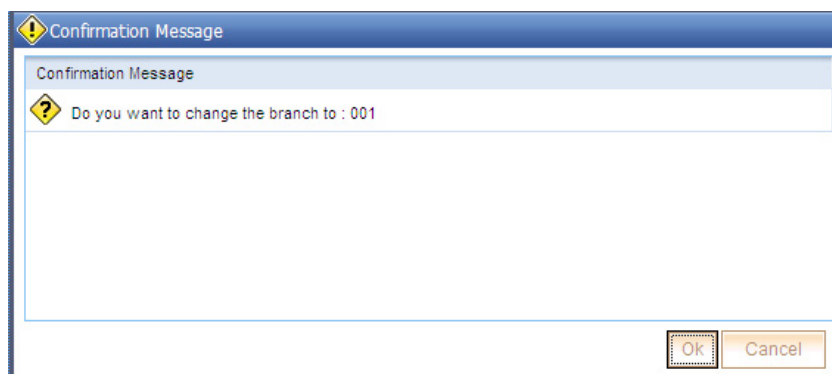 Confirmation Message
Confirmation Message
Do you want to change the branch to : 001
Ok Cancel